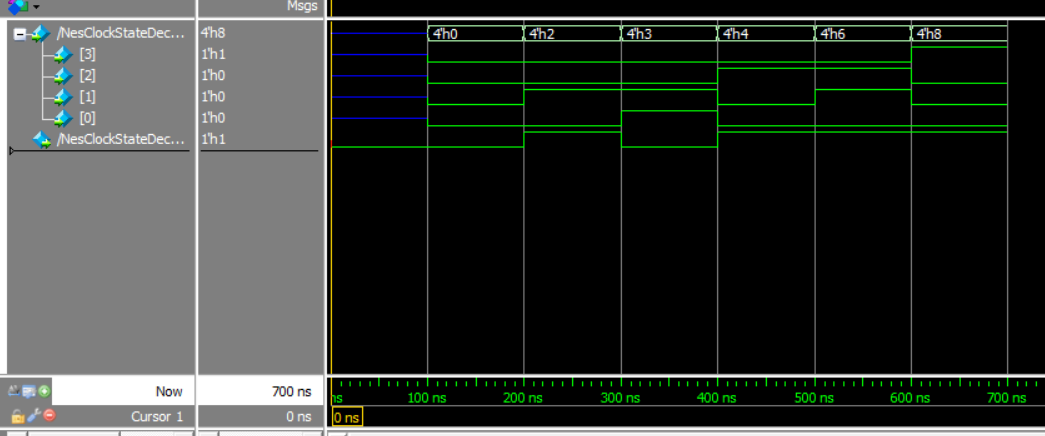 Msgs
/NesClockStateDec... 4'h8 4'h0 4'h2 4'h3 4'h4 4'h6 4'h8
[3] 1'h1
[2] 1'h0
[1] 1'h0
[0] 1'h0
/NesClockStateDec... 1'h1
Now 700 ns ns 100 ns 200 ns 300 ns 400 ns 500 ns 600 ns 700 ns
Cursor 1 0 ns 0 ns